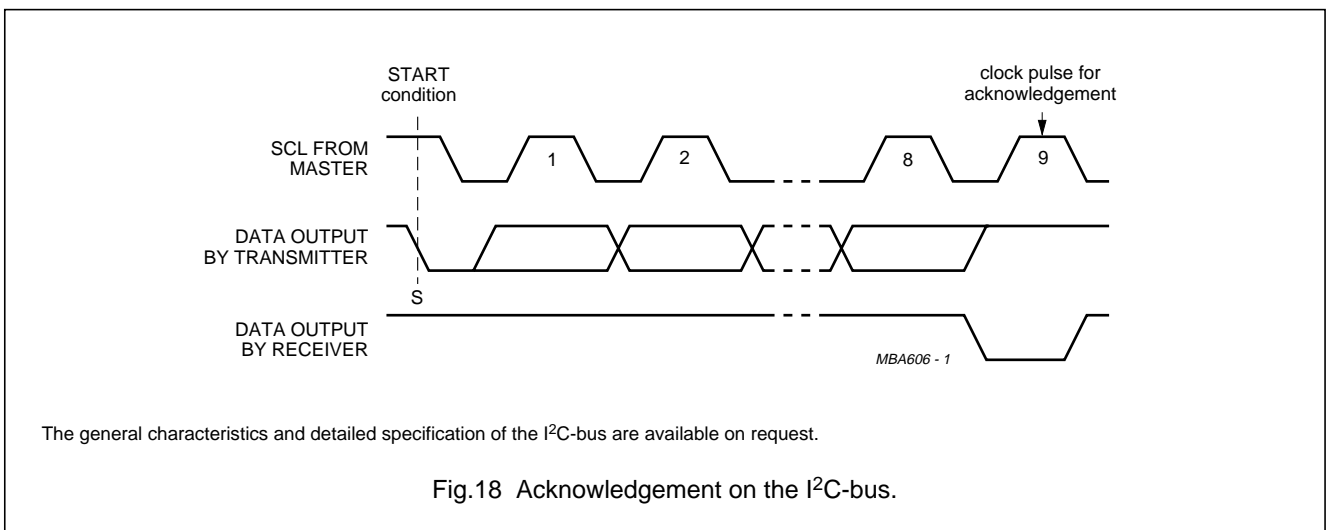 START
condition
clock pulse for
acknowledgement
SCL FROM
MASTER
1
2
8
9
DATA OUTPUT
BY TRANSMITTER
S
DATA OUTPUT
BY RECEIVER
MBA606 - 1
The general characteristics and detailed specification of the I²C-bus are available on request.
Fig.18 Acknowledgement on the I²C-bus.